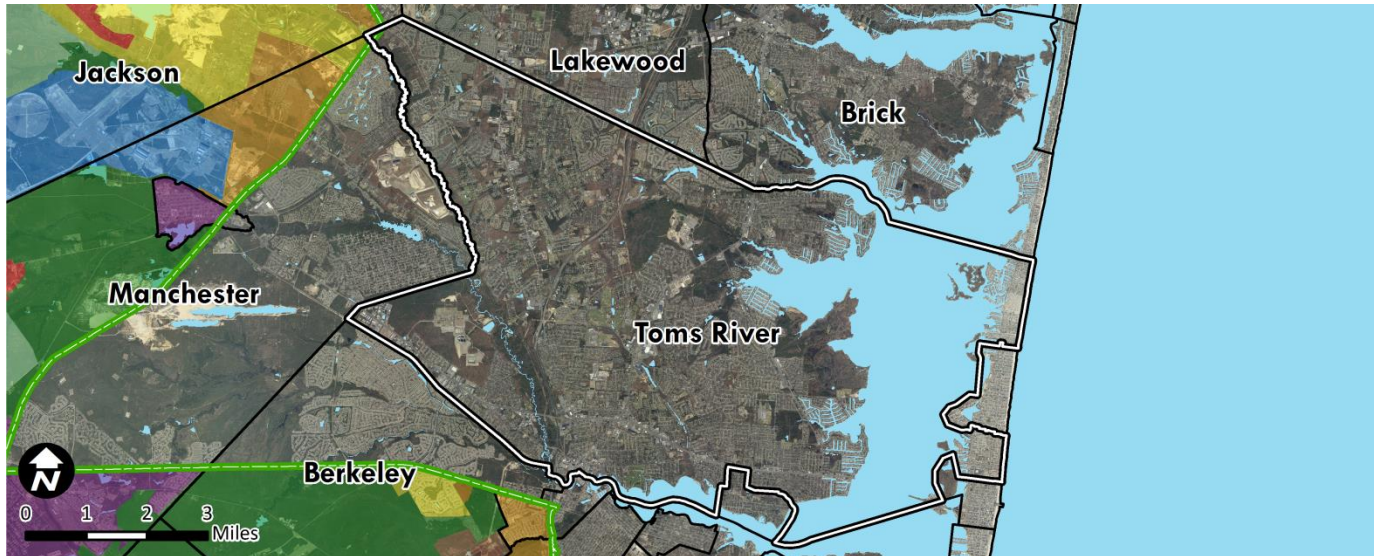 Lakewood
Jackson
Brick
Manchester
Toms River
Berkeley
N
0 1 2 3
Miles